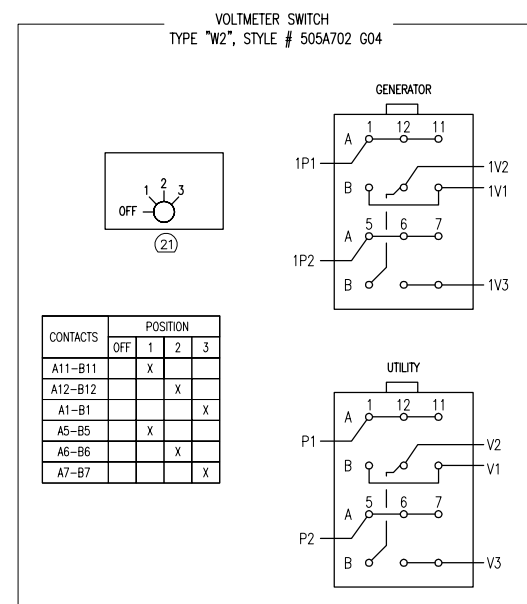 VOLTMETER SWITCH
TYPE "W2", STYLE # 505A702 G04
GENERATOR
A 1 12 11
1P1
1V2
B 1V1
A 5 6 7
1P2
B 1V3
1 2 3
OFF
21
CONTACTS POSITION
OFF 1 2 3
A11-B11 X
A12-B12 X
A1-B1 X
A5-B5 X
A6-B6 X
A7-B7 X
UTILITY
A 1 12 11
P1
V2
B V1
A 5 6 7
P2
B V3